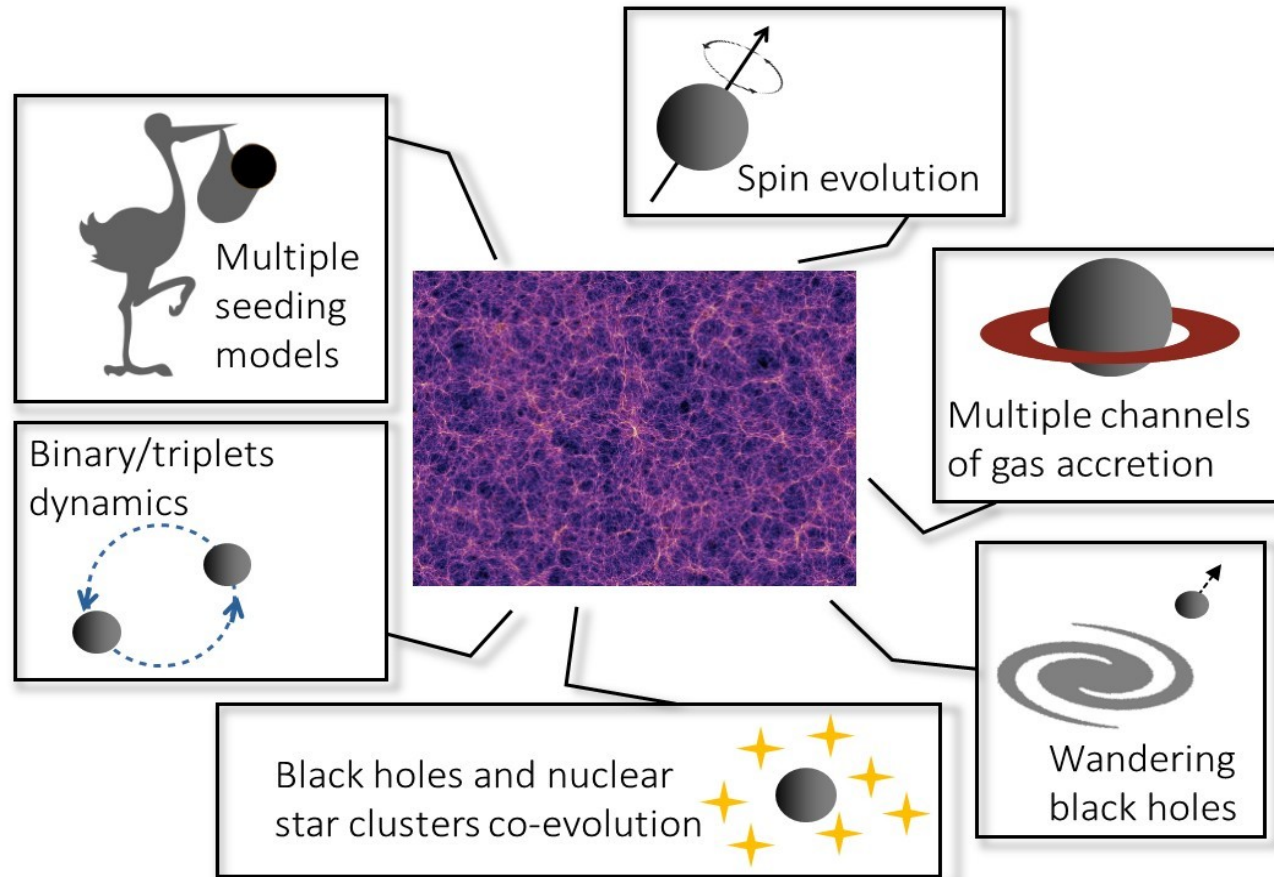 Spin evolution
Multiple
seeding
models
Multiple channels
of gas accretion
Binary/triplets
dynamics
Wandering
black holes
Black holes and nuclear
star clusters co-evolution